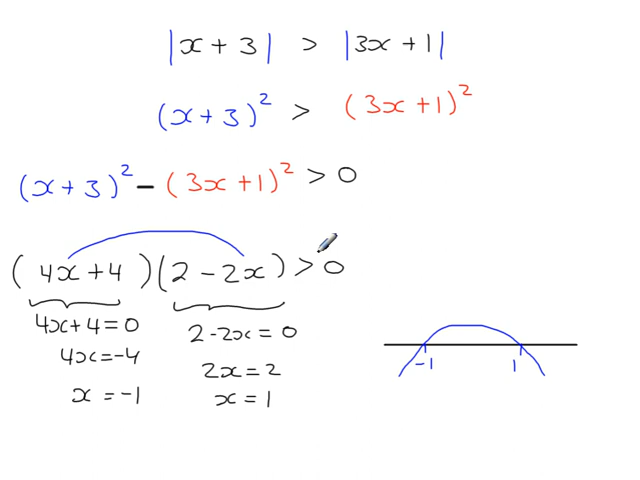 |x + 3| > |3x + 1|
(x + 3)² > (3x + 1)²
(x + 3)² - (3x + 1)² > 0
(4x + 4)(2 - 2x) > 0
4x + 4 = 0
4x = -4
x = -1
2 - 2x = 0
2x = 2
x = 1
-1 1